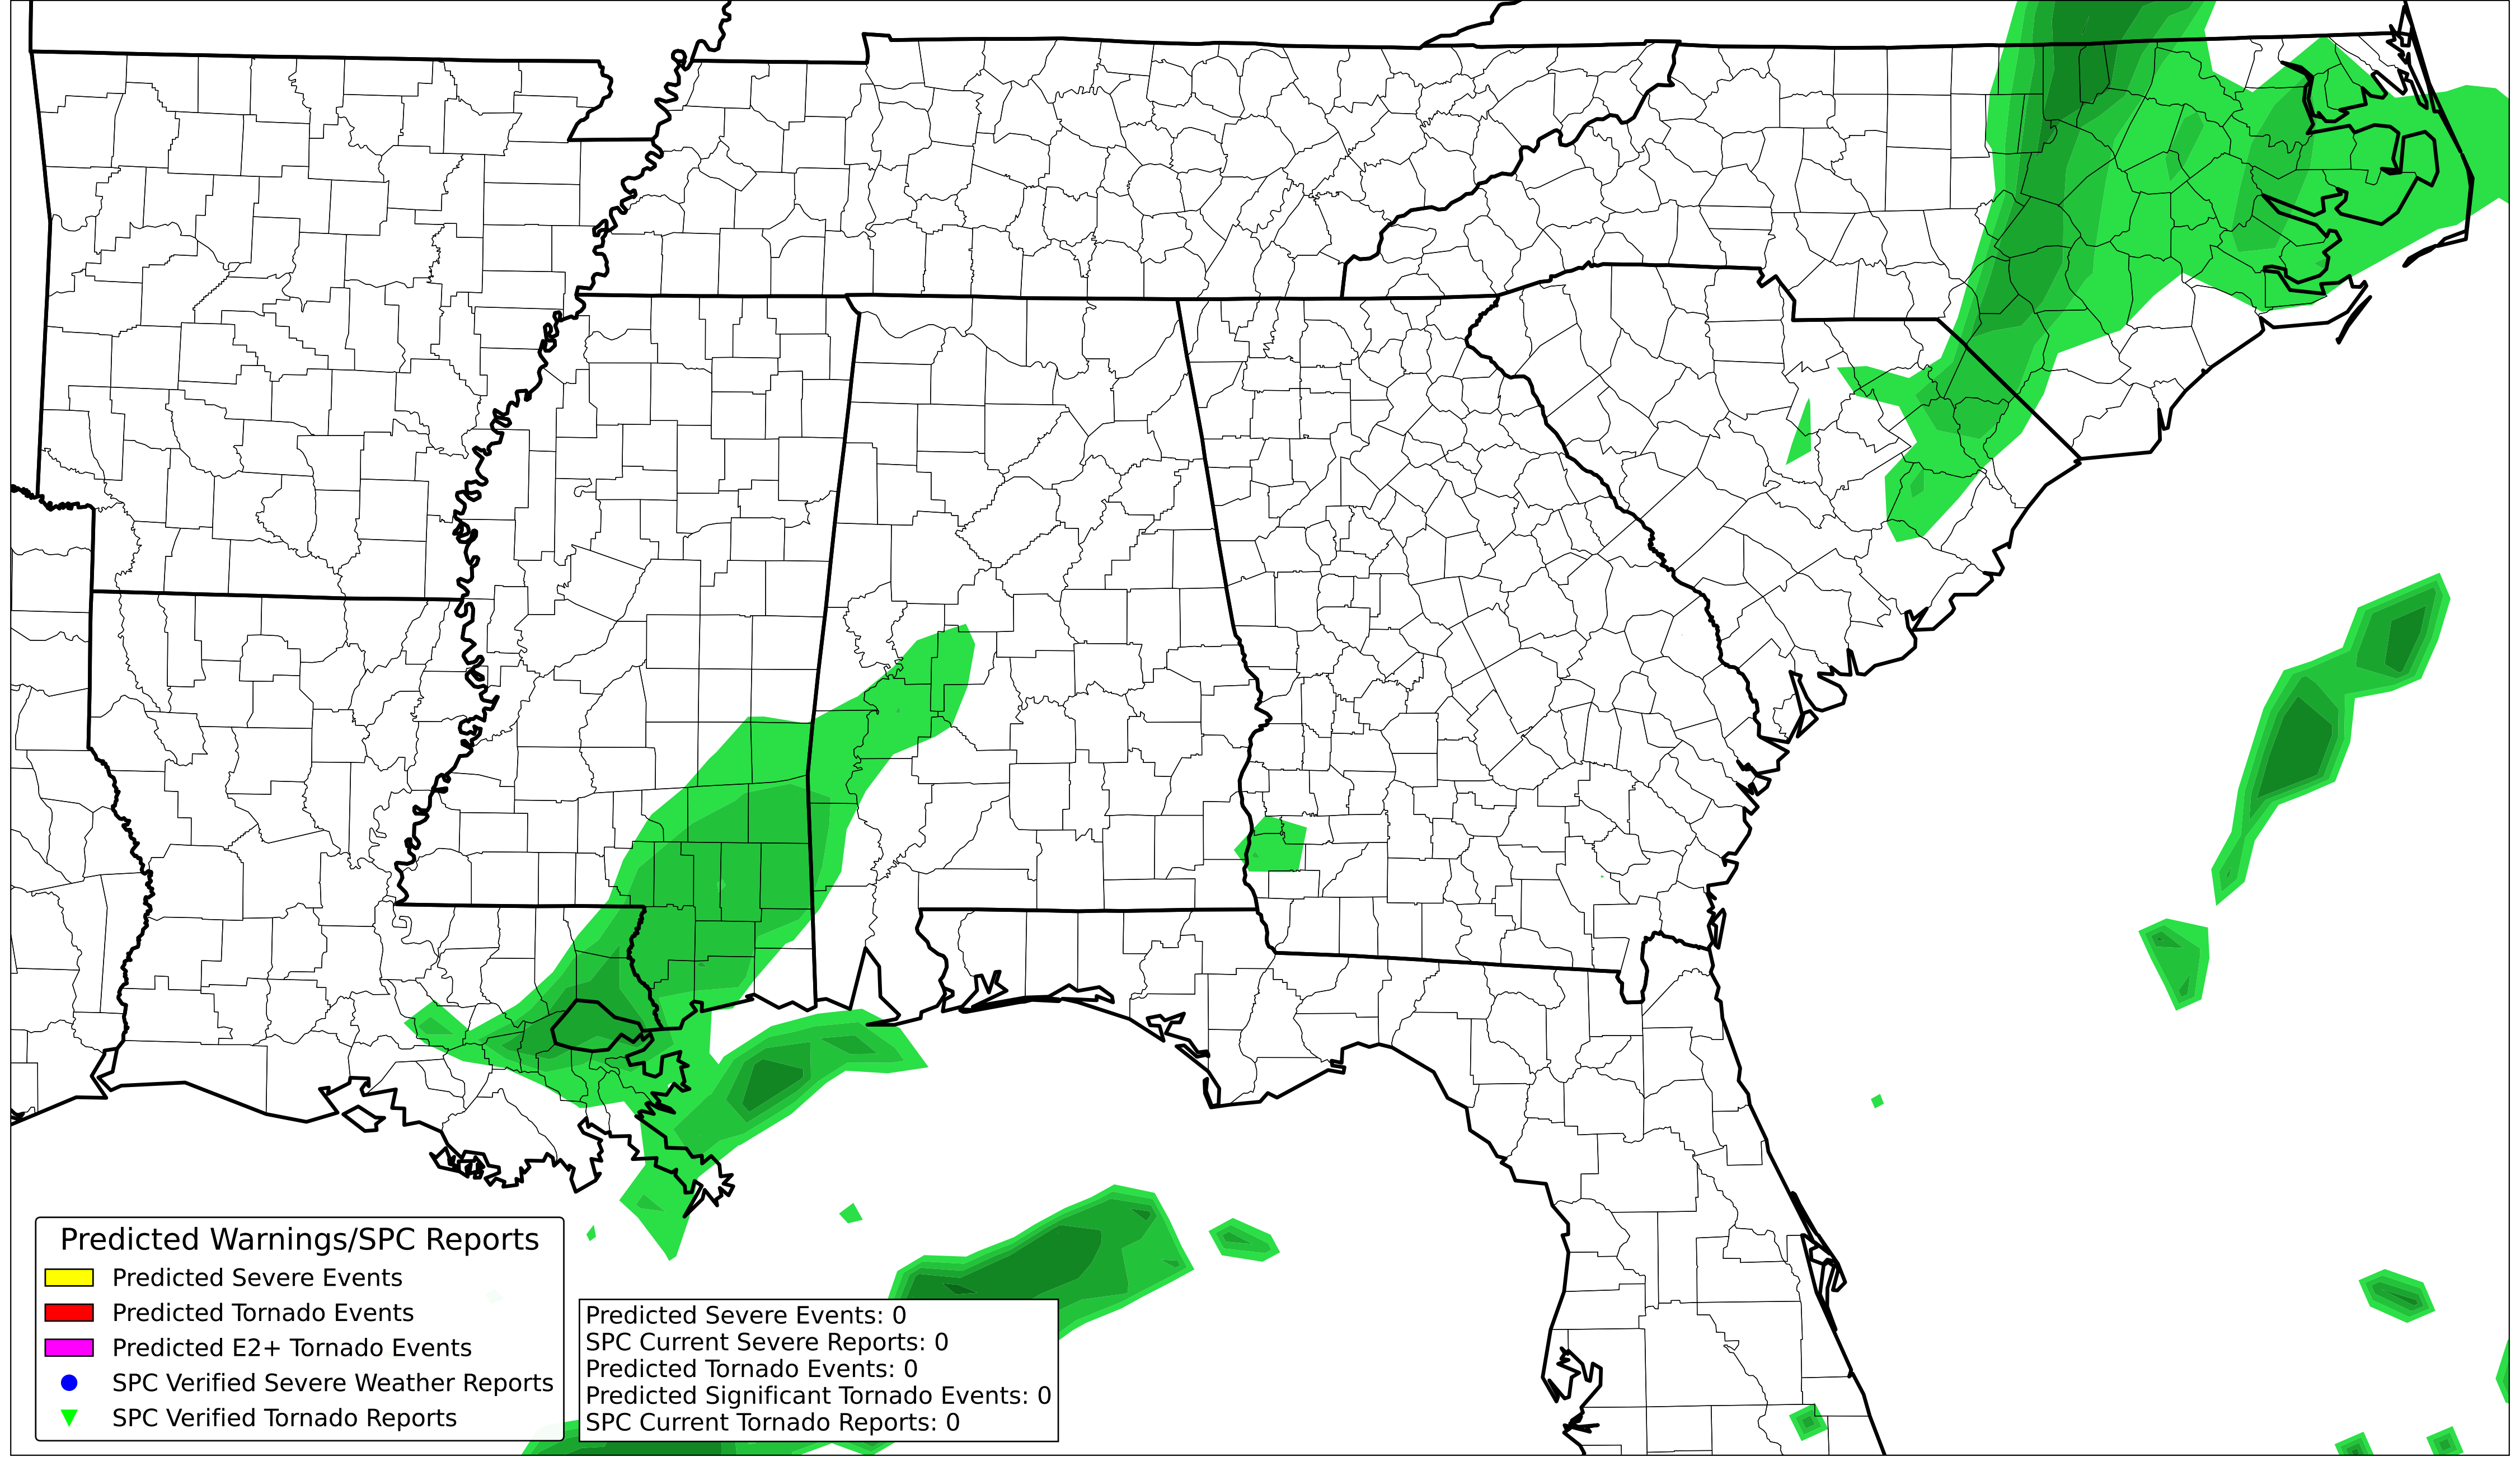 Predicted Warnings/SPC Reports
Predicted Severe Events
Predicted Tornado Events
Predicted E2+ Tornado Events
SPC Verified Severe Weather Reports
SPC Verified Tornado Reports
Predicted Severe Events: 0
SPC Current Severe Reports: 0
Predicted Tornado Events: 0
Predicted Significant Tornado Events: 0
SPC Current Tornado Reports: 0